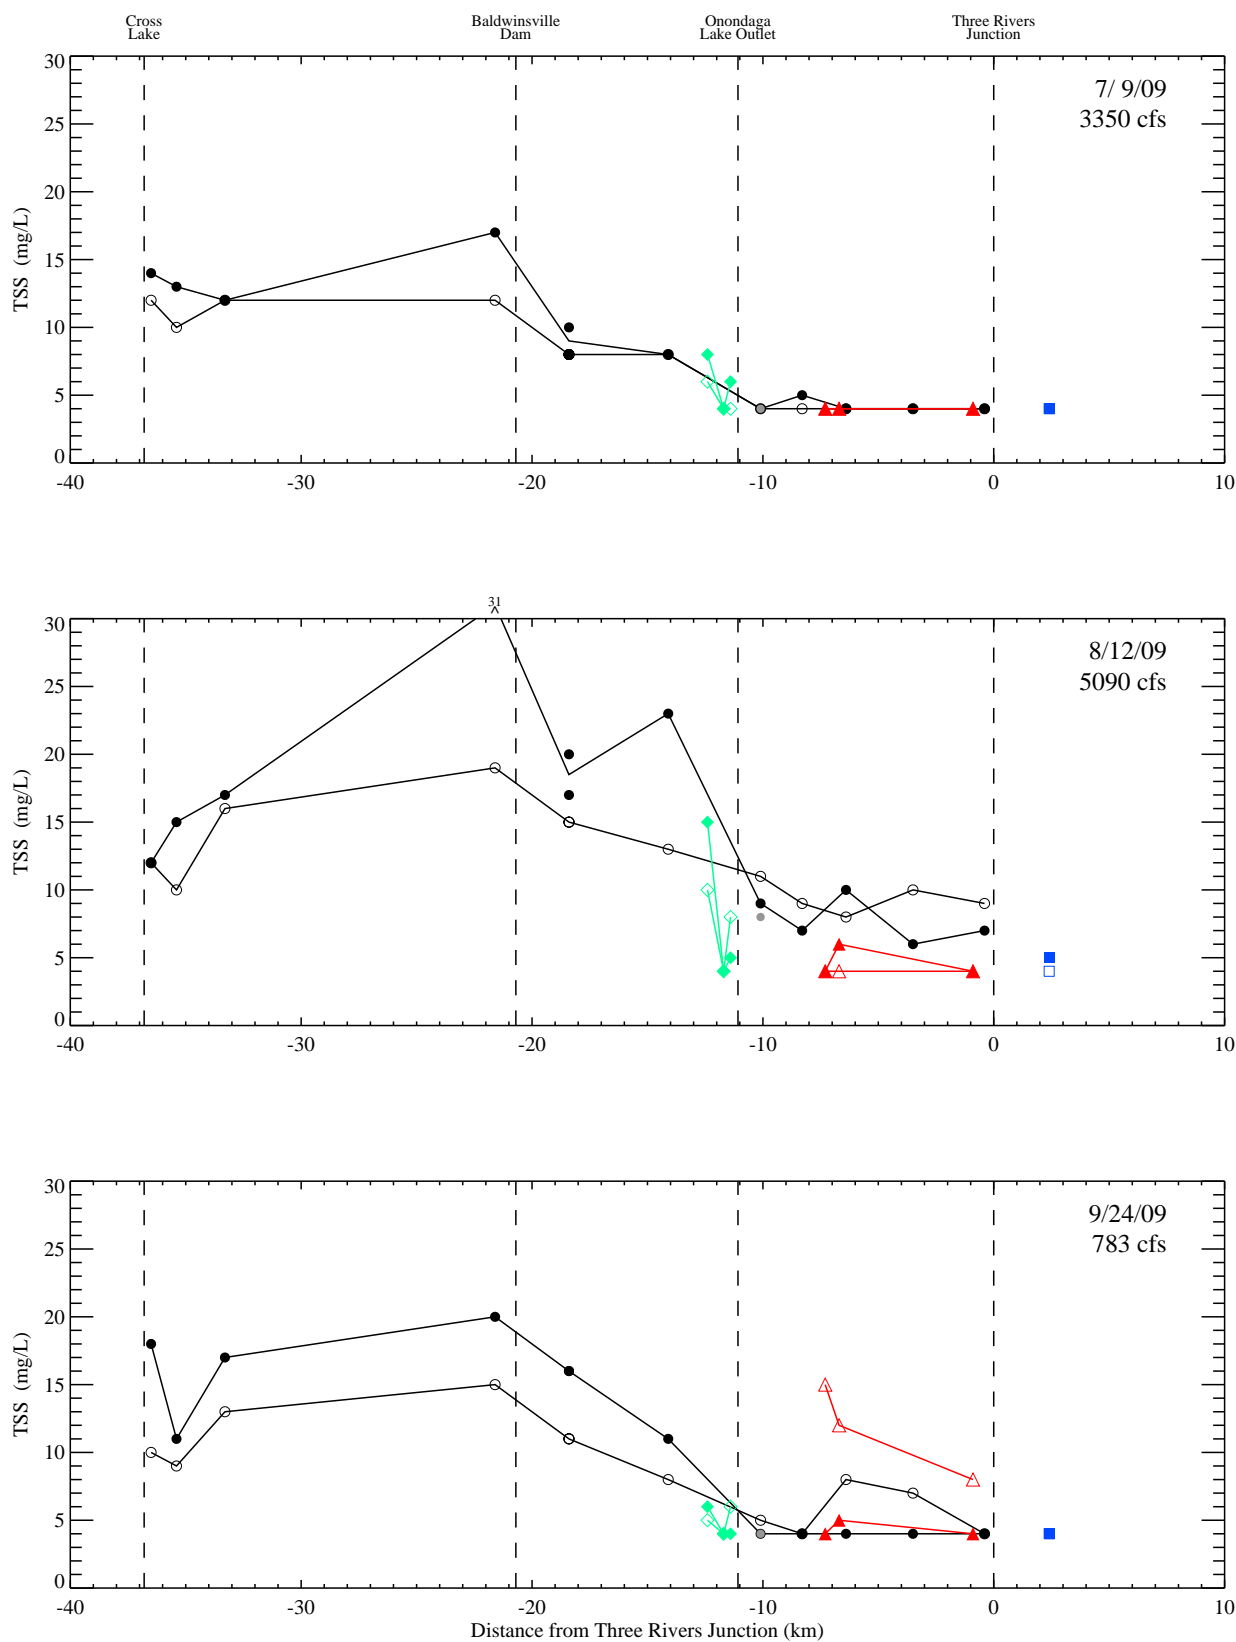 Cross
Lake
Baldwinsville
Dam
Onondaga
Lake Outlet
Three Rivers
Junction
30
25
20
15
10
5
0
TSS (mg/L)
7/ 9/09
3350 cfs
-40
-30
-20
-10
0
10
31
30
25
20
15
10
5
0
TSS (mg/L)
8/12/09
5090 cfs
-40
-30
-20
-10
0
10
30
25
20
15
10
5
0
TSS (mg/L)
9/24/09
783 cfs
-40
-30
-20
-10
0
10
Distance from Three Rivers Junction (km)